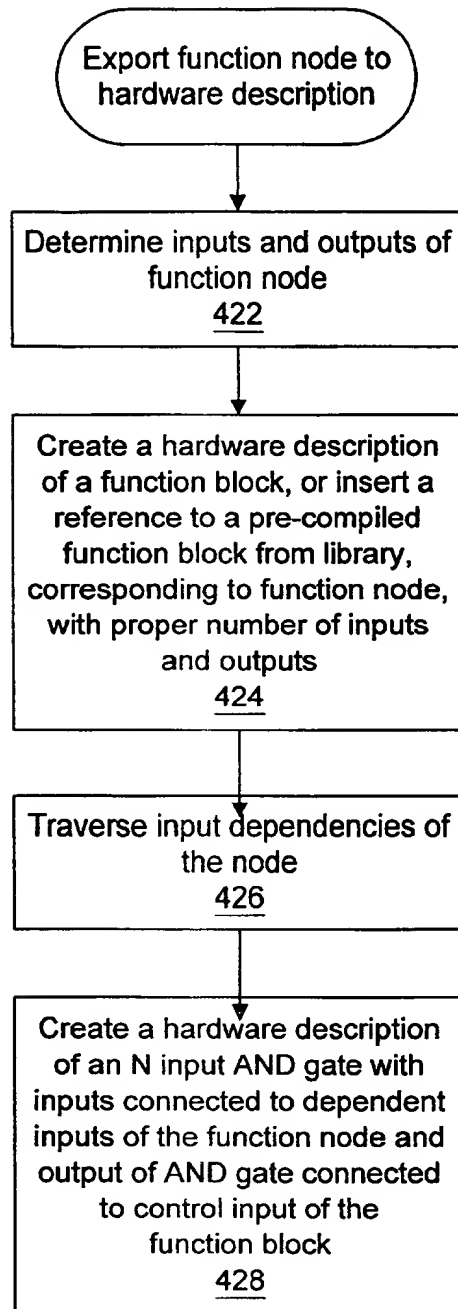 Export function node to
hardware description
Determine inputs and outputs of
function node
422
Create a hardware description
of a function block, or insert a
reference to a pre-compiled
function block from library,
corresponding to function node,
with proper number of inputs
and outputs
424
Traverse input dependencies of
the node
426
Create a hardware description
of an N input AND gate with
inputs connected to dependent
inputs of the function node and
output of AND gate connected
to control input of the
function block
428